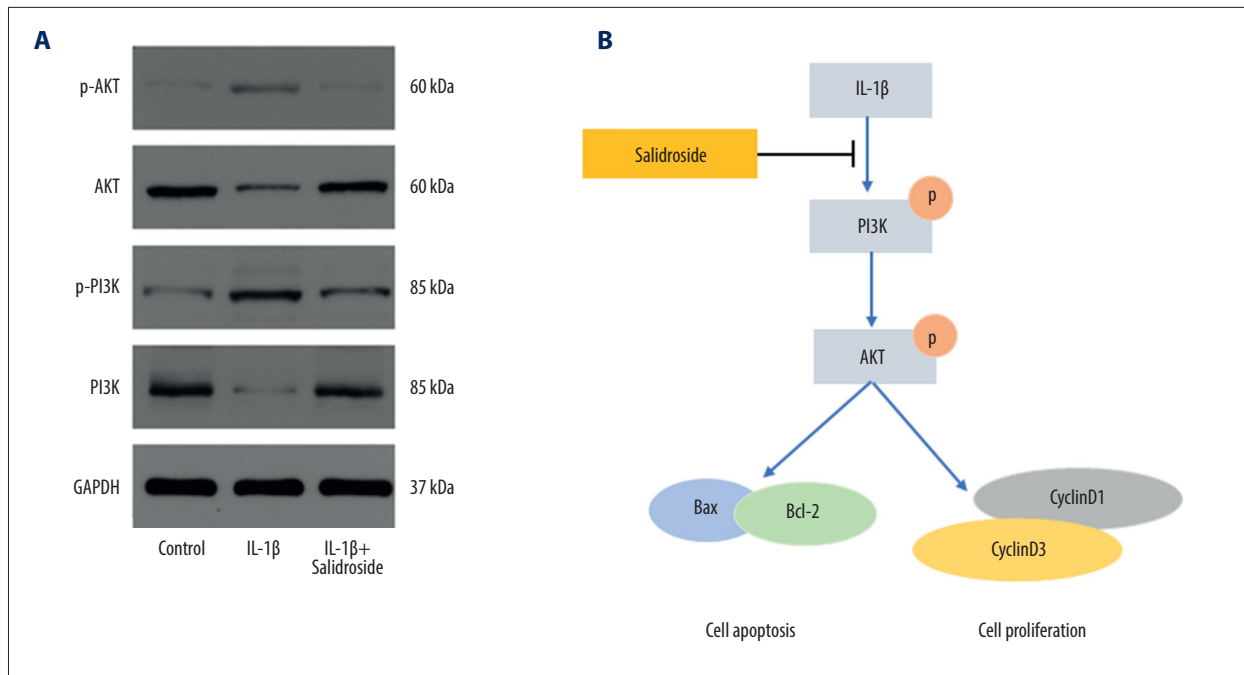 A
p-AKT
60 kDa
AKT
60 kDa
p-PI3K
85 kDa
PI3K
85 kDa
GAPDH
37 kDa
Control
IL-1β
IL-1β+
Salidroside
B
IL-1β
Salidroside
p
PI3K
p
AKT
Bax
Bcl-2
CyclinD1
CyclinD3
Cell apoptosis
Cell proliferation